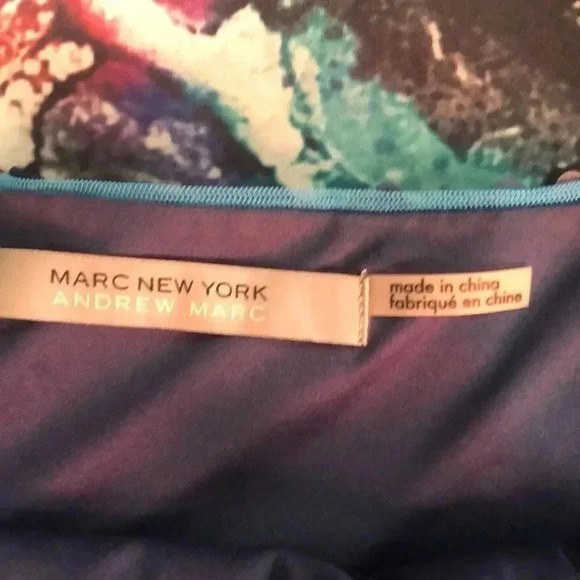 MARC NEW YORK
ANDREW MARC
made in china
fabriqué en chine